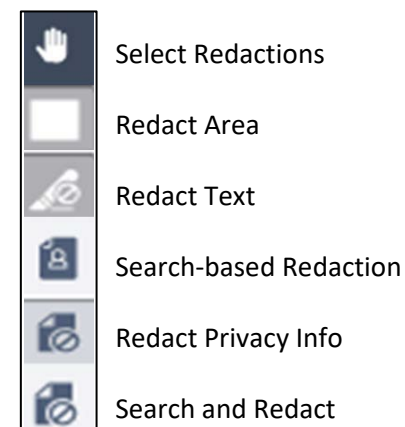 Select Redactions
Redact Area
Redact Text
Search-based Redaction
Redact Privacy Info
Search and Redact